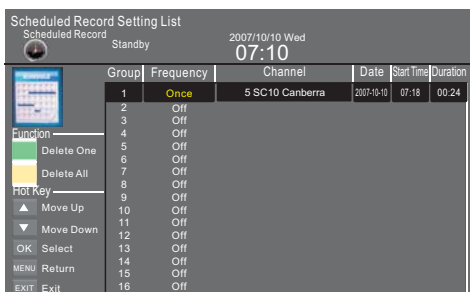 Scheduled Record Setting List
Scheduled Record
Standby
2007/10/10 Wed
07:10
SCHEDULE
Group Frequency Channel Date Start Time Duration
1 Once 5 SC10 Canberra 2007-10-10 07:18 00:24
2 Off
3 Off
4 Off
5 Off
6 Off
7 Off
8 Off
9 Off
10 Off
11 Off
12 Off
13 Off
14 Off
15 Off
16 Off
Function
Delete One
Delete All
Hot Key
Move Up
Move Down
OK Select
MENU Return
EXIT Exit